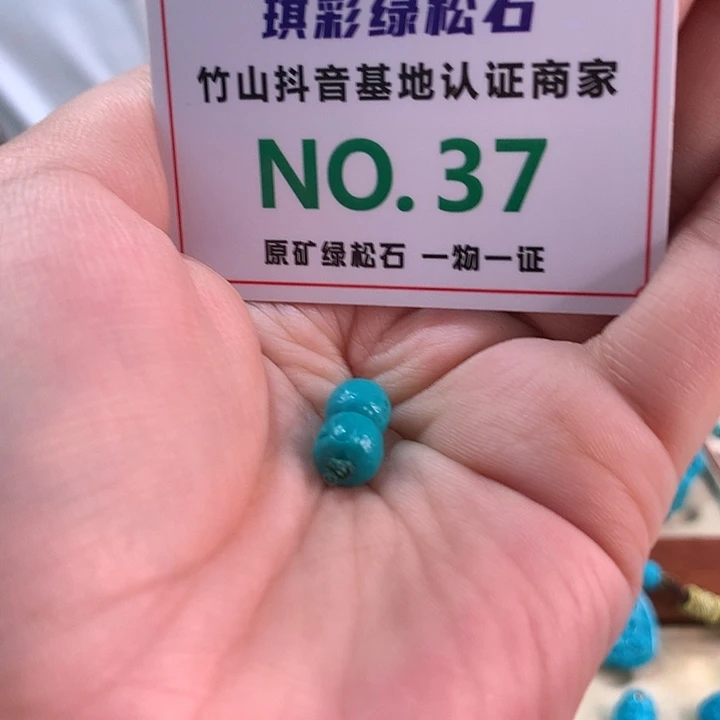 琪彩绿松石
竹山抖音基地认证商家
NO. 37
原矿绿松石 一物一证